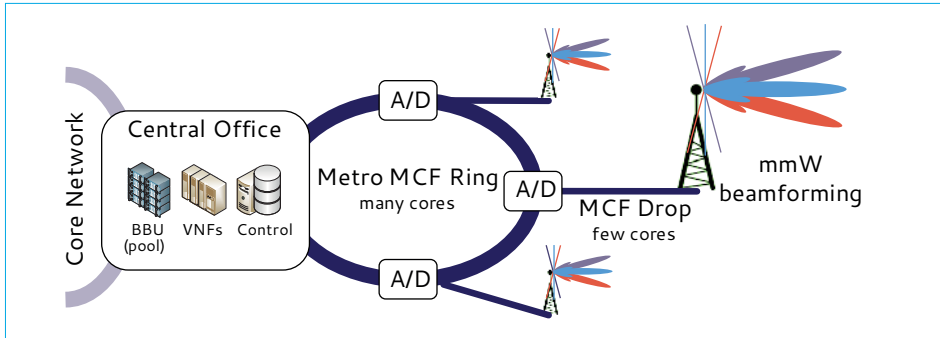 Core Network
Central Office
BBU
(pool)
VNFs
Control
A/D
Metro MCF Ring
many cores
A/D
A/D
MCF Drop
few cores
mmW
beamforming